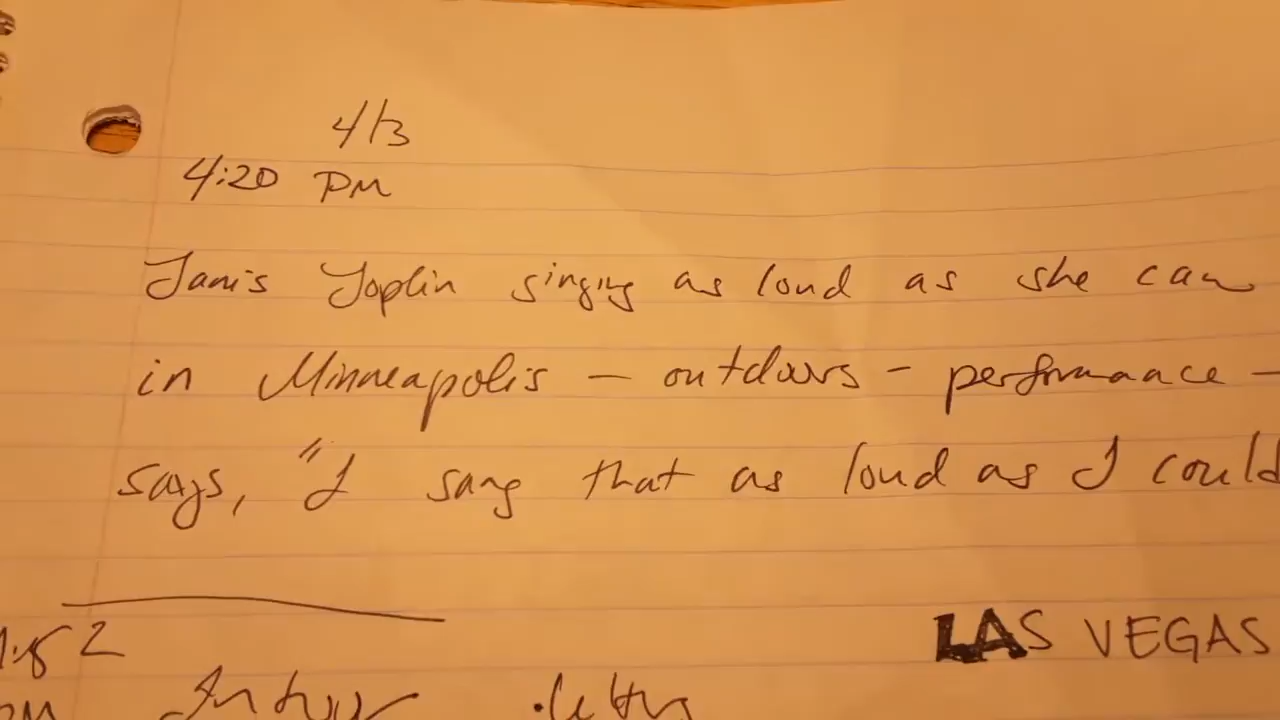 4/3
4:20 PM
Janis Joplin singing as loud as she can
in Minneapolis — outdoors - performance —
says, "I sang that as loud as I could
LAS VEGAS